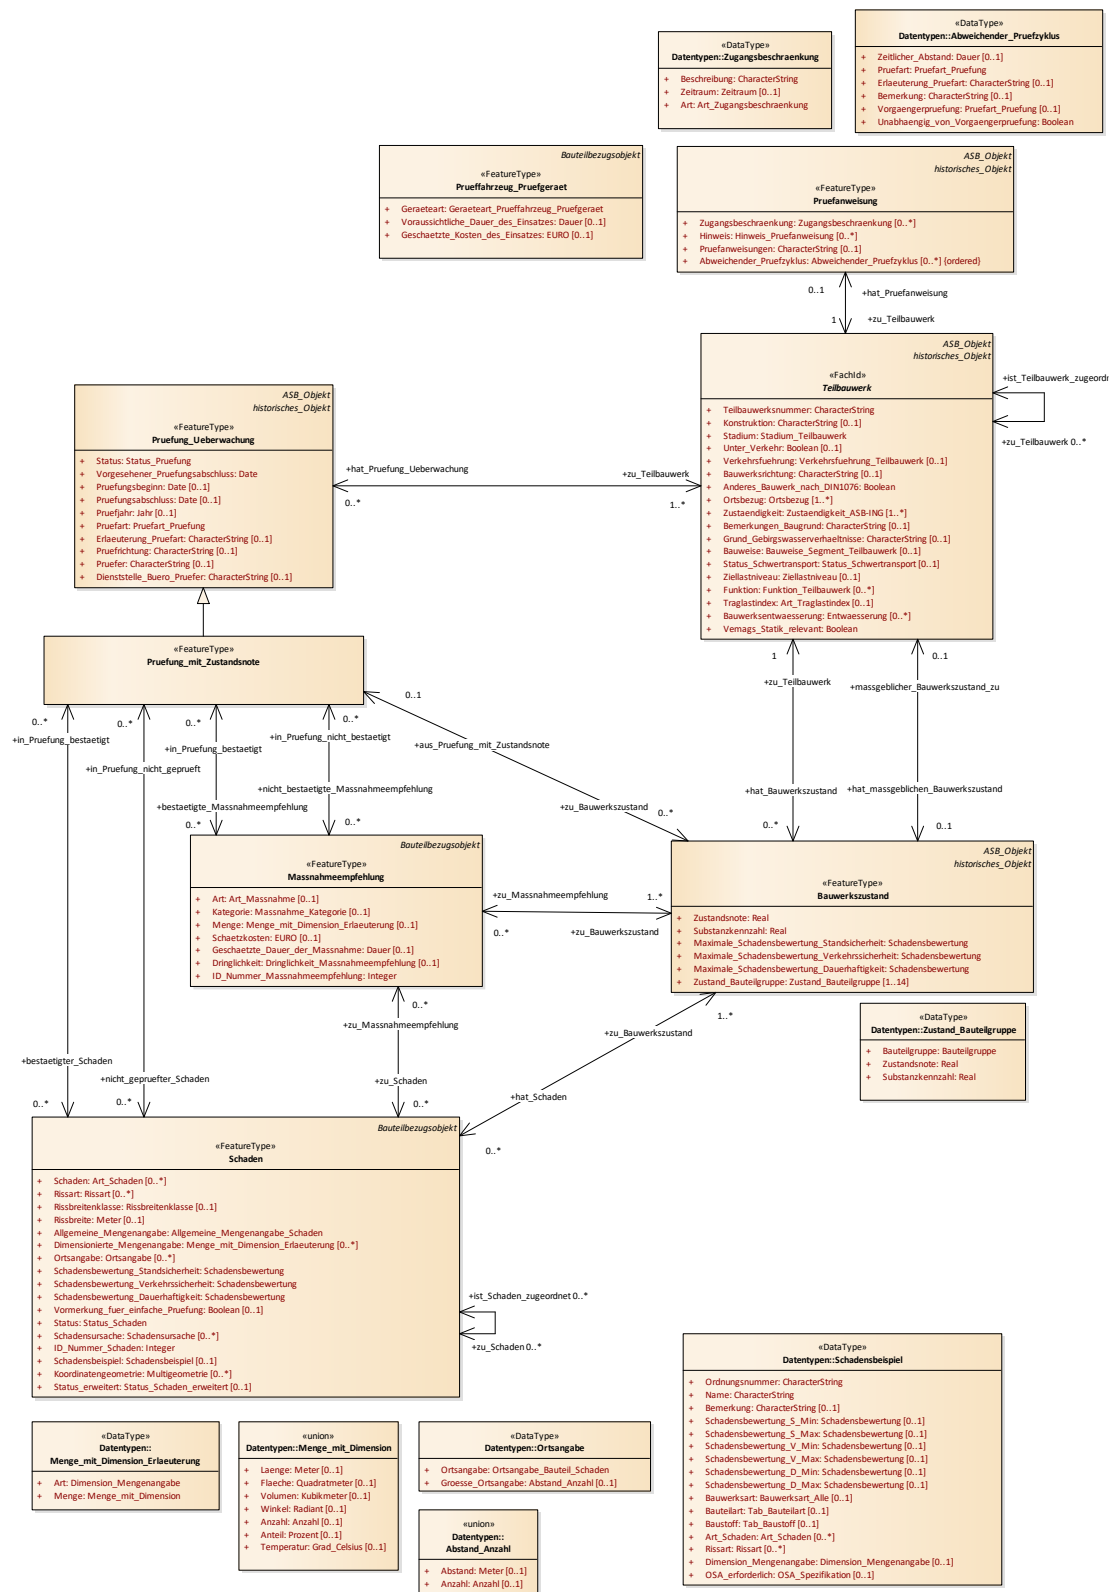 «DataType»
Datentypen::Zugangsbeschraenkung
+ Beschreibung: CharacterString
+ Zeitraum: Zeitraum [0..1]
+ Art: Art_Zugangsbeschraenkung
«DataType»
Datentypen::Abweichender_Pruefzyklus
+ Zeitlicher_Abstand: Dauer [0..1]
+ Pruefart: Pruefart_Pruefung
+ Erlaeuterung_Pruefart: CharacterString [0..1]
+ Bemerkung: CharacterString [0..1]
+ Vorgaengerpruefung: Pruefart_Pruefung [0..1]
+ Unabhaengig_von_Vorgaengerpruefung: Boolean
Bauteilbezugsobjekt
«FeatureType»
Prueffahrzeug_Pruefgeraet
+ Geraeteart: Geraeteart_Prueffahrzeug_Pruefgeraet
+ Voraussichtliche_Dauer_des_Einsatzes: Dauer [0..1]
+ Geschaetzte_Kosten_des_Einsatzes: EURO [0..1]
ASB_Objekt
historisches_Objekt
«FeatureType»
Pruefanweisung
+ Zugangsbeschraenkung: Zugangsbeschraenkung [0..*]
+ Hinweis: Hinweis_Pruefanweisung [0..*]
+ Pruefanweisungen: CharacterString [0..1]
+ Abweichender_Pruefzyklus: Abweichender_Pruefzyklus [0..*] {ordered}
0..1
+hat_Pruefanweisung
1
+zu_Teilbauwerk
ASB_Objekt
historisches_Objekt
«FachId»
Teilbauwerk
+ Teilbauwerksnummer: CharacterString
+ Konstruktion: CharacterString [0..1]
+ Stadium: Stadium_Teilbauwerk
+ Unter_Verkehr: Boolean [0..1]
+ Verkehrsfuehrung: Verkehrsfuehrung_Teilbauwerk [0..1]
+ Bauwerksrichtung: CharacterString [0..1]
+ Anderes_Bauwerk_nach_DIN1076: Boolean
+ Ortsbezug: Ortsbezug [1..*]
+ Zustaendigkeit: Zustaendigkeit_ASB-ING [1..*]
+ Bemerkungen_Baugrund: CharacterString [0..1]
+ Grund_Gebirgswasserverhaeltnisse: CharacterString [0..1]
+ Bauweise: Bauweise_Segment_Teilbauwerk [0..1]
+ Status_Schwertransport: Status_Schwertransport [0..1]
+ Ziellastniveau: Ziellastniveau [0..1]
+ Funktion: Funktion_Teilbauwerk [0..*]
+ Traglastindex: Art_Traglastindex [0..1]
+ Bauwerksentwaesserung: Entwaesserung [0..*]
+ Vemags_Statik_relevant: Boolean
+ist_Teilbauwerk_zugeordn
+zu_Teilbauwerk 0..*
ASB_Objekt
historisches_Objekt
«FeatureType»
Pruefung_Ueberwachung
+ Status: Status_Pruefung
+ Vorgesehener_Pruefungsabschluss: Date
+ Pruefungsbeginn: Date [0..1]
+ Pruefungsabschluss: Date [0..1]
+ Pruefjahr: Jahr [0..1]
+ Pruefart: Pruefart_Pruefung
+ Erlaeuterung_Pruefart: CharacterString [0..1]
+ Pruefrichtung: CharacterString [0..1]
+ Pruefer: CharacterString [0..1]
+ Dienststelle_Buero_Pruefer: CharacterString [0..1]
+hat_Pruefung_Ueberwachung
0..*
+zu_Teilbauwerk
1..*
«FeatureType»
Pruefung_mit_Zustandsnote
0..*
+in_Pruefung_bestaetigt
0..*
+in_Pruefung_nicht_geprueft
0..*
+in_Pruefung_bestaetigt
0..*
+in_Pruefung_nicht_bestaetigt
0..1
+aus_Pruefung_mit_Zustandsnote
+zu_Bauwerkszustand
0..*
1
+zu_Teilbauwerk
0..1
+massgeblicher_Bauwerkszustand_zu
+hat_Bauwerkszustand
0..*
+hat_massgeblichen_Bauwerkszustand
0..1
+nicht_bestaetigte_Massnahmeempfehlung
0..*
+bestaetigte_Massnahmeempfehlung
0..*
Bauteilbezugsobjekt
«FeatureType»
Massnahmeempfehlung
+ Art: Art_Massnahme [0..1]
+ Kategorie: Massnahme_Kategorie [0..1]
+ Menge: Menge_mit_Dimension_Erlaeuterung [0..1]
+ Schaetzkosten: EURO [0..1]
+ Geschaetzte_Dauer_der_Massnahme: Dauer [0..1]
+ Dringlichkeit: Dringlichkeit_Massnahmeempfehlung [0..1]
+ ID_Nummer_Massnahmeempfehlung: Integer
+zu_Massnahmeempfehlung
0..*
1..*
+zu_Bauwerkszustand
ASB_Objekt
historisches_Objekt
«FeatureType»
Bauwerkszustand
+ Zustandsnote: Real
+ Substanzkennzahl: Real
+ Maximale_Schadensbewertung_Standsicherheit: Schadensbewertung
+ Maximale_Schadensbewertung_Verkehrssicherheit: Schadensbewertung
+ Maximale_Schadensbewertung_Dauerhaftigkeit: Schadensbewertung
+ Zustand_Bauteilgruppe: Zustand_Bauteilgruppe [1..14]
0..*
+zu_Massnahmeempfehlung
+zu_Schaden
0..*
1..*
+zu_Bauwerkszustand
+hat_Schaden
0..*
«DataType»
Datentypen::Zustand_Bauteilgruppe
+ Bauteilgruppe: Bauteilgruppe
+ Zustandsnote: Real
+ Substanzkennzahl: Real
+bestaetigter_Schaden
0..*
+nicht_gepruefter_Schaden
0..*
Bauteilbezugsobjekt
«FeatureType»
Schaden
+ Schaden: Art_Schaden [0..*]
+ Rissart: Rissart [0..*]
+ Rissbreitenklasse: Rissbreitenklasse [0..1]
+ Rissbreite: Meter [0..1]
+ Allgemeine_Mengenangabe: Allgemeine_Mengenangabe_Schaden
+ Dimensionierte_Mengenangabe: Menge_mit_Dimension_Erlaeuterung [0..*]
+ Ortsangabe: Ortsangabe [0..*]
+ Schadensbewertung_Standsicherheit: Schadensbewertung
+ Schadensbewertung_Verkehrssicherheit: Schadensbewertung
+ Schadensbewertung_Dauerhaftigkeit: Schadensbewertung
+ Vormerkung_fuer_einfache_Pruefung: Boolean [0..1]
+ Status: Status_Schaden
+ Schadensursache: Schadensursache [0..*]
+ ID_Nummer_Schaden: Integer
+ Schadensbeispiel: Schadensbeispiel [0..1]
+ Koordinatengeometrie: Multigeometrie [0..*]
+ Status_erweitert: Status_Schaden_erweitert [0..1]
+ist_Schaden_zugeordnet 0..*
+zu_Schaden 0..*
«DataType»
Datentypen::Schadensbeispiel
+ Ordnungsnummer: CharacterString
+ Name: CharacterString
+ Bemerkung: CharacterString [0..1]
+ Schadensbewertung_S_Min: Schadensbewertung [0..1]
+ Schadensbewertung_S_Max: Schadensbewertung [0..1]
+ Schadensbewertung_V_Min: Schadensbewertung [0..1]
+ Schadensbewertung_V_Max: Schadensbewertung [0..1]
+ Schadensbewertung_D_Min: Schadensbewertung [0..1]
+ Schadensbewertung_D_Max: Schadensbewertung [0..1]
+ Bauwerksart: Bauwerksart_Alle [0..1]
+ Bauteilart: Tab_Bauteilart [0..1]
+ Baustoff: Tab_Baustoff [0..1]
+ Art_Schaden: Art_Schaden [0..*]
+ Rissart: Rissart [0..*]
+ Dimension_Mengenangabe: Dimension_Mengenangabe [0..1]
+ OSA_erforderlich: OSA_Spezifikation [0..1]
«DataType»
Datentypen::
Menge_mit_Dimension_Erlaeuterung
+ Art: Dimension_Mengenangabe
+ Menge: Menge_mit_Dimension
«union»
Datentypen::Menge_mit_Dimension
+ Laenge: Meter [0..1]
+ Flaeche: Quadratmeter [0..1]
+ Volumen: Kubikmeter [0..1]
+ Winkel: Radiant [0..1]
+ Anzahl: Anzahl [0..1]
+ Anteil: Prozent [0..1]
+ Temperatur: Grad_Celsius [0..1]
«DataType»
Datentypen::Ortsangabe
+ Ortsangabe: Ortsangabe_Bauteil_Schaden
+ Groesse_Ortsangabe: Abstand_Anzahl [0..1]
«union»
Datentypen::
Abstand_Anzahl
+ Abstand: Meter [0..1]
+ Anzahl: Anzahl [0..1]